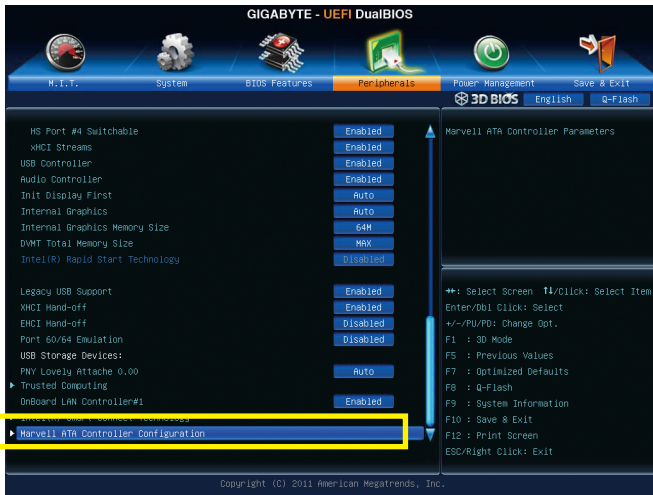 GIGABYTE - UEFI DualBIOS
M.I.T. System BIOS Features Peripherals Power Management Save & Exit
3D BIOS English Q-Flash
HS Port #4 Switchable Enabled
xHCI Streams Enabled
USB Controller Enabled
Audio Controller Enabled
Init Display First Auto
Internal Graphics Auto
Internal Graphics Memory Size 64M
DVMT Total Memory Size MAX
Intel(R) Rapid Start Technology Disabled
Legacy USB Support Enabled
XHCI Hand-off Enabled
EHCI Hand-off Disabled
Port 60/64 Emulation Disabled
USB Storage Devices:
PNY Lovely Attache 0.00 Auto
Trusted Computing
OnBoard LAN Controller#1 Enabled
Intel(R) Smart Connect Technology
Marvell ATA Controller Configuration
Marvell ATA Controller Parameters
→←: Select Screen ↑↓/Click: Select Item
Enter/Dbl Click: Select
+/-/PU/PD: Change Opt.
F1 : 3D Mode
F5 : Previous Values
F7 : Optimized Defaults
F8 : Q-Flash
F9 : System Information
F10 : Save & Exit
F12 : Print Screen
ESC/Right Click: Exit
Copyright (C) 2011 American Megatrends, Inc.